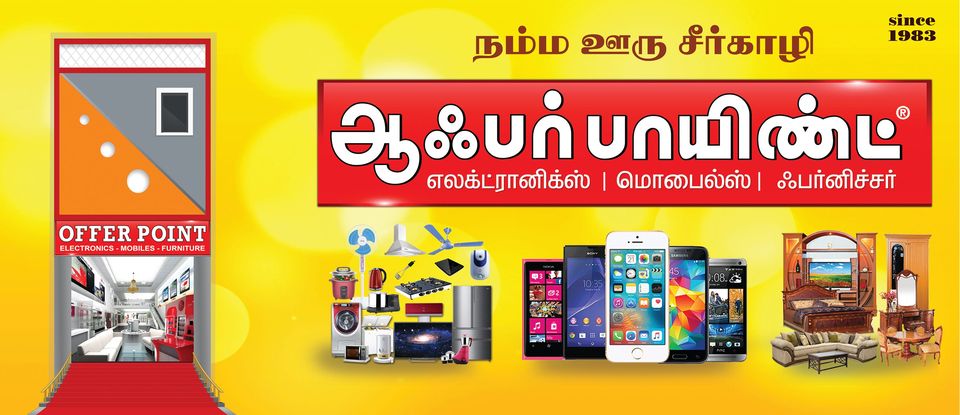 நம்ம ஊரு சீர்காழி
since
1983
ஆஃபர் பாயிண்ட்®
எலக்ட்ரானிக்ஸ் | மொபைல்ஸ் | ஃபர்னிச்சர்
OFFER POINT
ELECTRONICS - MOBILES - FURNITURE